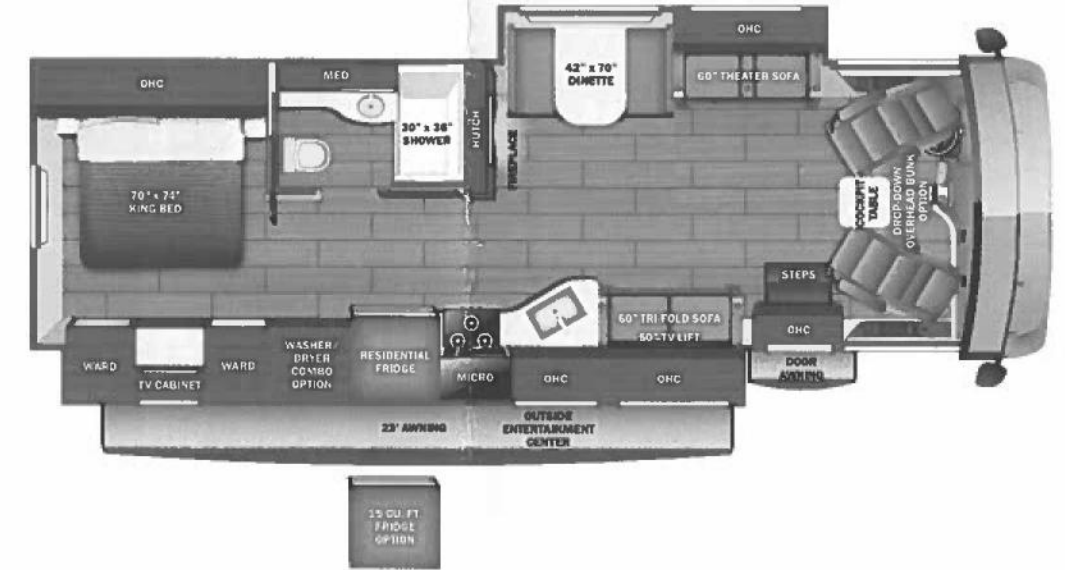 OHC
MED
OHC
42" x 70"
DINETTE
60" THEATER SOFA
30" x 36"
SHOWER
HUTCH
FIREPLACE
70" x 74"
KING BED
COCKPIT
TABLE
DROP-DOWN
OVERHEAD BUNK
OPTION
STEPS
60" TRI FOLD SOFA
50" TV LIFT
OHC
WARD
TV CABINET
WARD
WASHER/
DRYER
COMBO
OPTION
RESIDENTIAL
FRIDGE
MICRO
OHC
OHC
DOOR
AWNING
23' AWNING
OUTSIDE
ENTERTAINMENT
CENTER
19 CU. FT.
FRIDGE
OPTION